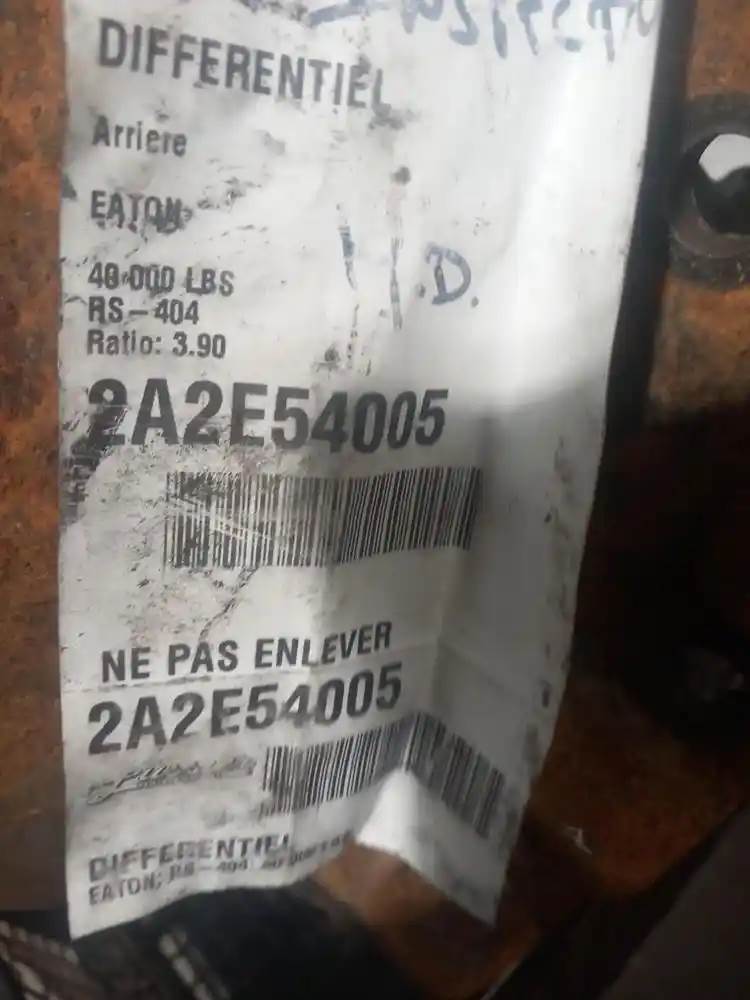 DIFFERENTIEL
Arriere
EATON
40 000 LBS
RS-404
Ratio: 3.90
.D.
2A2E54005
NE PAS ENLEVER
2A2E54005
DIFFERENTIEL
EATON; RS-404